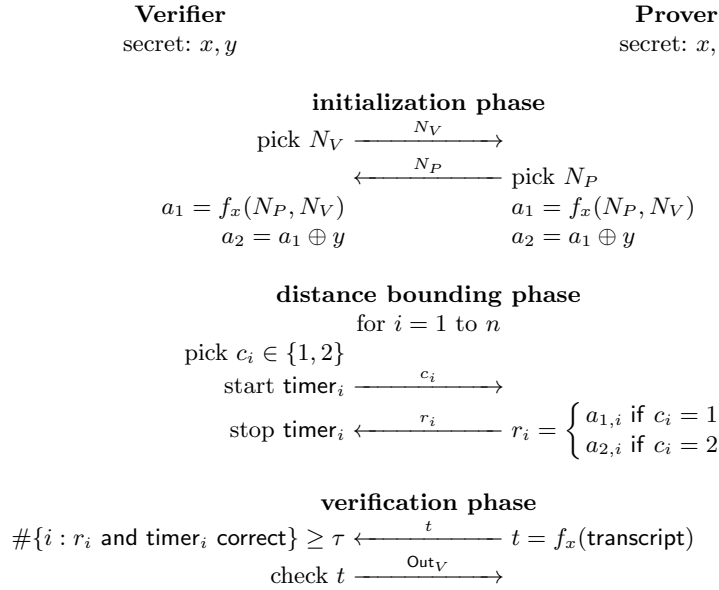 Verifier Prover
secret: x, y secret: x,
initialization phase
pick N_V N_V
N_P pick N_P
a_1 = f_x(N_P, N_V) a_1 = f_x(N_P, N_V)
a_2 = a_1 ⊕ y a_2 = a_1 ⊕ y
distance bounding phase
for i = 1 to n
pick c_i ∈ {1, 2}
start timer_i c_i
stop timer_i r_i r_i = { a_{1,i} if c_i = 1
a_{2,i} if c_i = 2
verification phase
#{i : r_i and timer_i correct} ≥ τ t t = f_x(transcript)
check t Out_V